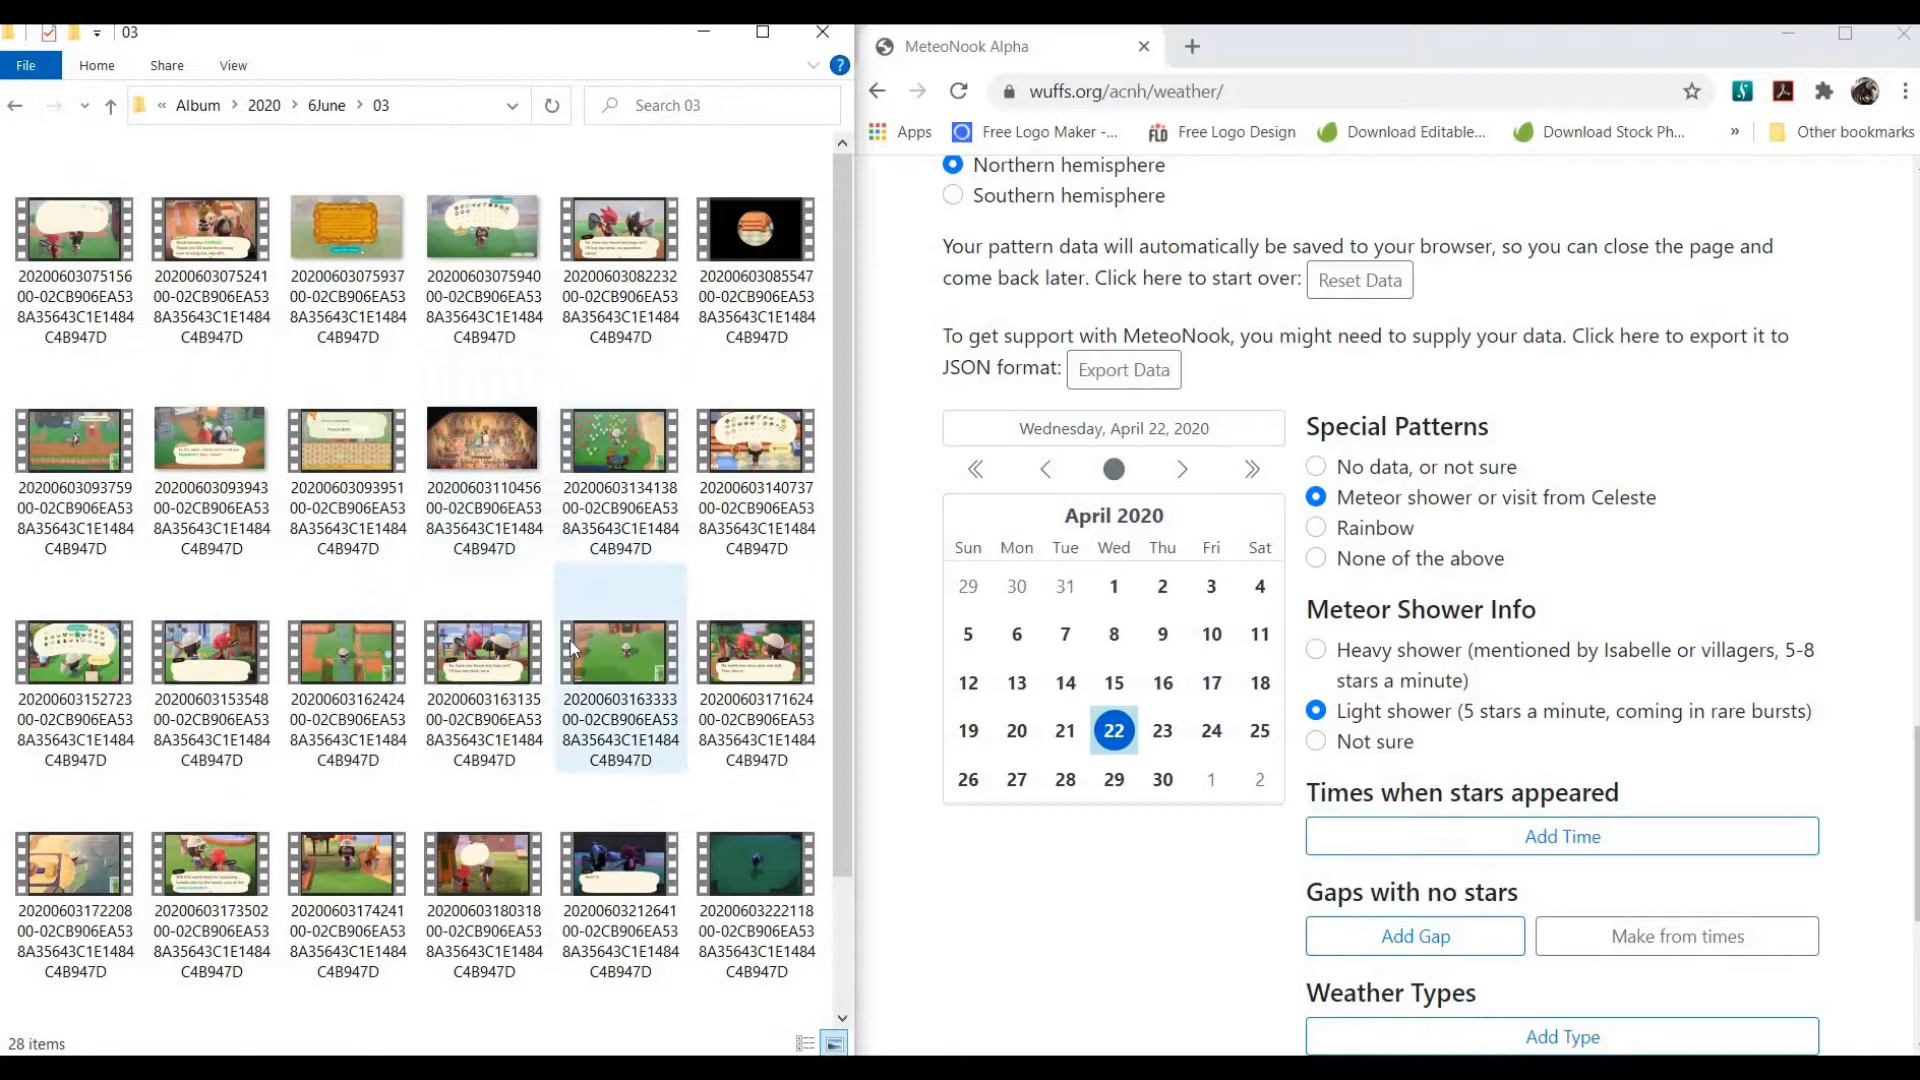 03
File
Home
Share
View
« Album > 2020 > 6June > 03
Search 03
20200603075156 20200603075241 20200603075937 20200603075940 20200603082232 20200603085547
00-02CB906EA53 00-02CB906EA53 00-02CB906EA53 00-02CB906EA53 00-02CB906EA53 00-02CB906EA53
8A35643C1E1484 8A35643C1E1484 8A35643C1E1484 8A35643C1E1484 8A35643C1E1484 8A35643C1E1484
C4B947D C4B947D C4B947D C4B947D C4B947D C4B947D
20200603093759 20200603093943 20200603093951 20200603110456 20200603134138 20200603140737
00-02CB906EA53 00-02CB906EA53 00-02CB906EA53 00-02CB906EA53 00-02CB906EA53 00-02CB906EA53
8A35643C1E1484 8A35643C1E1484 8A35643C1E1484 8A35643C1E1484 8A35643C1E1484 8A35643C1E1484
C4B947D C4B947D C4B947D C4B947D C4B947D C4B947D
20200603152723 20200603153548 20200603162424 20200603163135 20200603163333 20200603171624
00-02CB906EA53 00-02CB906EA53 00-02CB906EA53 00-02CB906EA53 00-02CB906EA53 00-02CB906EA53
8A35643C1E1484 8A35643C1E1484 8A35643C1E1484 8A35643C1E1484 8A35643C1E1484 8A35643C1E1484
C4B947D C4B947D C4B947D C4B947D C4B947D C4B947D
20200603172208 20200603173502 20200603174241 20200603180318 20200603212641 20200603222118
00-02CB906EA53 00-02CB906EA53 00-02CB906EA53 00-02CB906EA53 00-02CB906EA53 00-02CB906EA53
8A35643C1E1484 8A35643C1E1484 8A35643C1E1484 8A35643C1E1484 8A35643C1E1484 8A35643C1E1484
C4B947D C4B947D C4B947D C4B947D C4B947D C4B947D
28 items
MeteoNook Alpha
wuffs.org/acnh/weather/
Apps Free Logo Maker -... FLD Free Logo Design Download Editable... Download Stock Ph... » Other bookmarks
Northern hemisphere
Southern hemisphere
Your pattern data will automatically be saved to your browser, so you can close the page and
come back later. Click here to start over: Reset Data
To get support with MeteoNook, you might need to supply your data. Click here to export it to
JSON format: Export Data
Wednesday, April 22, 2020
April 2020
Sun Mon Tue Wed Thu Fri Sat
29 30 31 1 2 3 4
5 6 7 8 9 10 11
12 13 14 15 16 17 18
19 20 21 22 23 24 25
26 27 28 29 30 1 2
Special Patterns
No data, or not sure
Meteor shower or visit from Celeste
Rainbow
None of the above
Meteor Shower Info
Heavy shower (mentioned by Isabelle or villagers, 5-8
stars a minute)
Light shower (5 stars a minute, coming in rare bursts)
Not sure
Times when stars appeared
Add Time
Gaps with no stars
Add Gap Make from times
Weather Types
Add Type